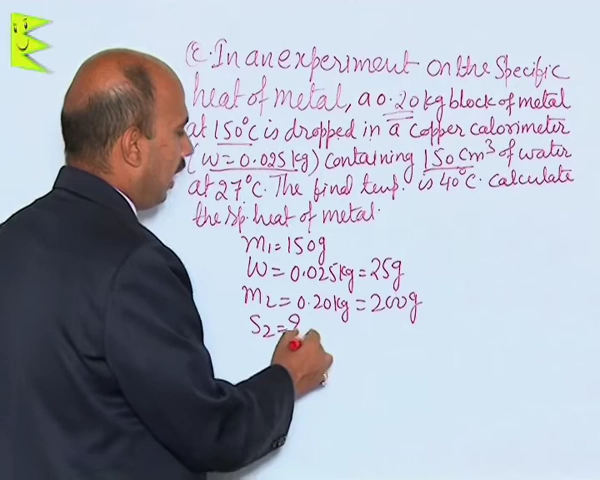 Q. In an experiment on the Specific
heat of metal, a 0.20 kg block of metal
at 150°C is dropped in a copper calorimeter
(W = 0.025 kg) containing 150 cm³ of water
at 27°C. The final temp. is 40°C. calculate
the Sp. heat of metal.
m₁ = 150g
W = 0.025kg = 25g
m₂ = 0.20kg = 200g
S₂ = ?